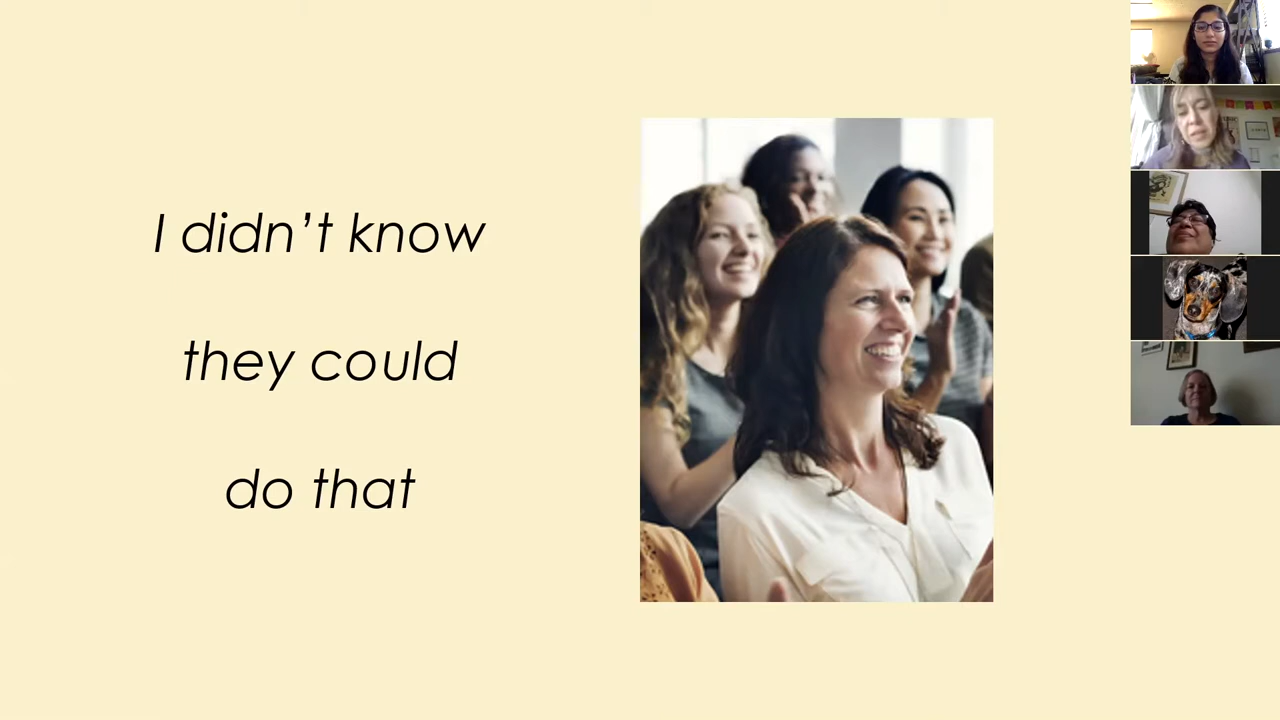 I didn’t know
they could
do that